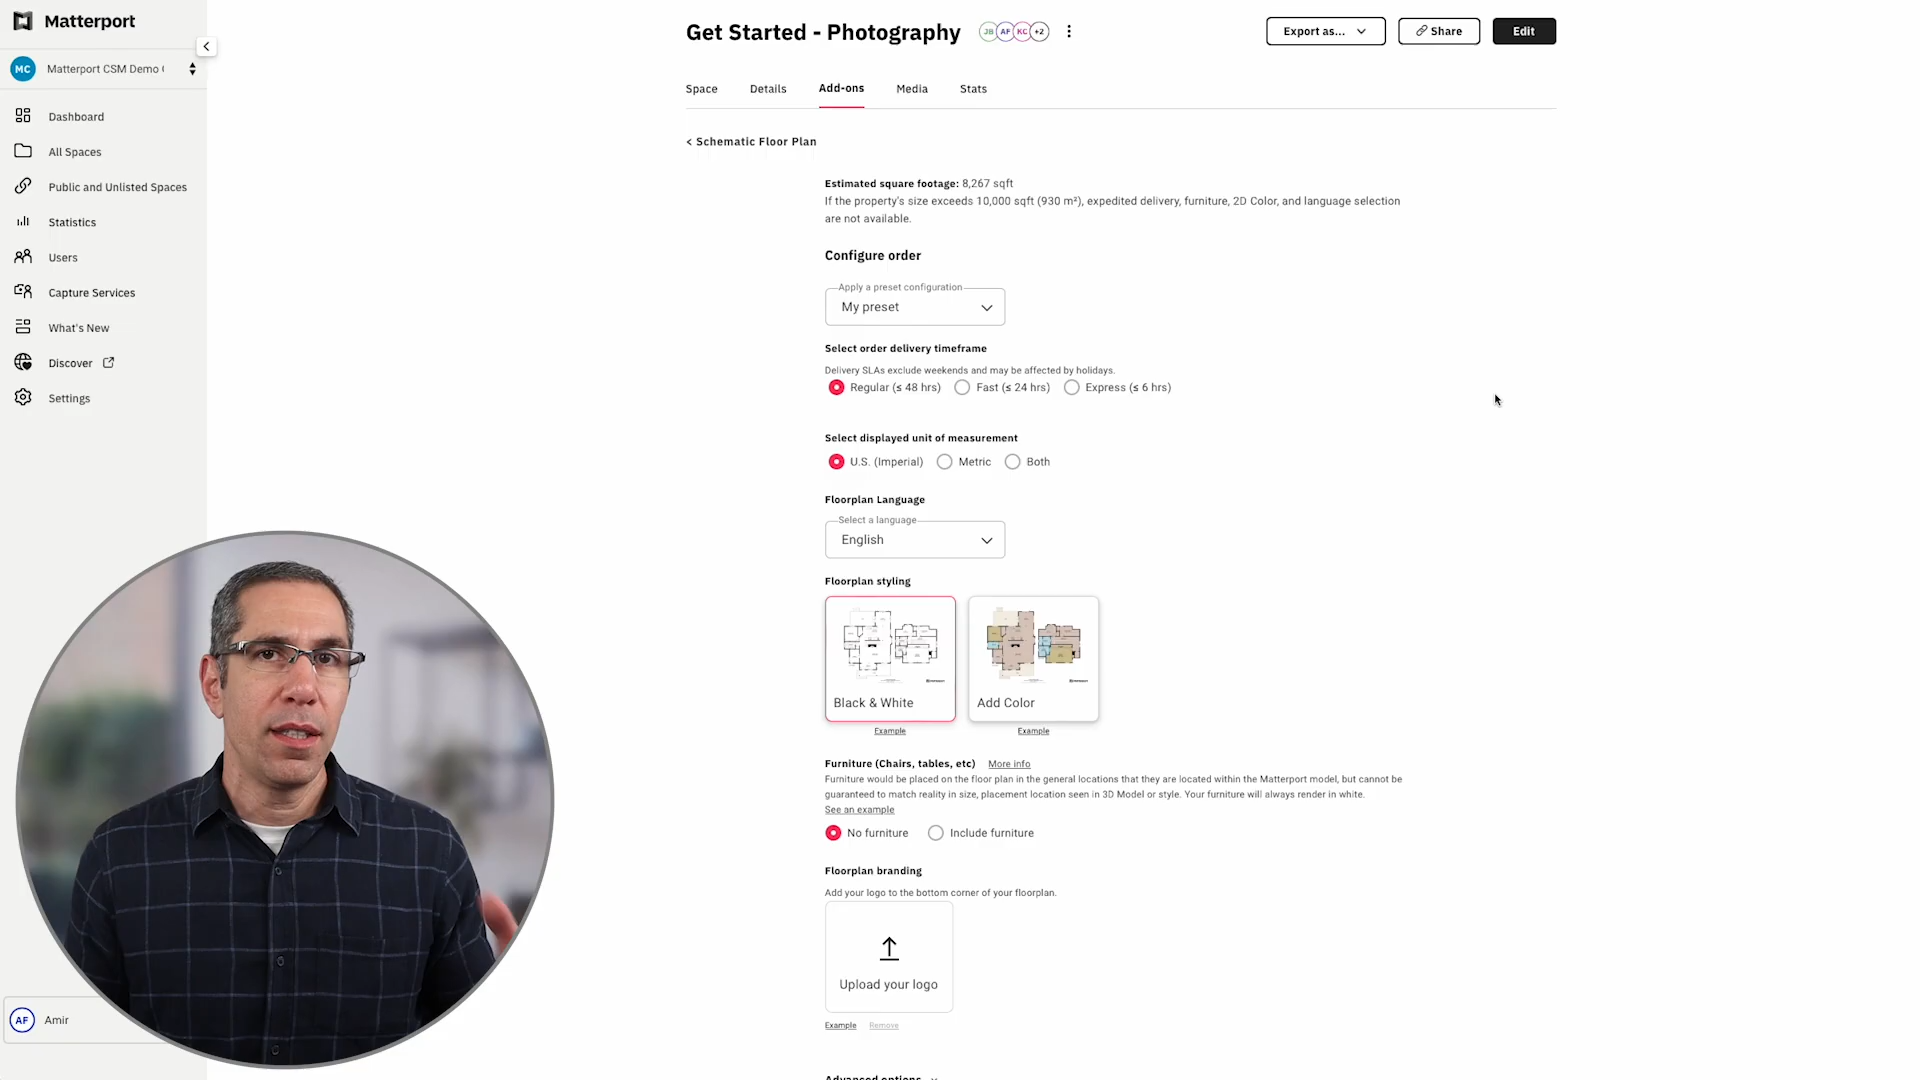 Matterport
MC Matterport CSM Demo
Dashboard
All Spaces
Public and Unlisted Spaces
Statistics
Users
Capture Services
What's New
Discover
Settings
AF Amir
Get Started - Photography
JB AF KC +2
Export as...
Share
Edit
Space Details Add-ons Media Stats
< Schematic Floor Plan
Estimated square footage: 8,267 sqft
If the property's size exceeds 10,000 sqft (930 m²), expedited delivery, furniture, 2D Color, and language selection
are not available.
Configure order
Apply a preset configuration
My preset
Select order delivery timeframe
Delivery SLAs exclude weekends and may be affected by holidays.
Regular (≤ 48 hrs) Fast (≤ 24 hrs) Express (≤ 6 hrs)
Select displayed unit of measurement
U.S. (Imperial) Metric Both
Floorplan Language
Select a language
English
Floorplan styling
Black & White Add Color
Example Example
Furniture (Chairs, tables, etc) More info
Furniture would be placed on the floor plan in the general locations that they are located within the Matterport model, but cannot be
guaranteed to match reality in size, placement location seen in 3D Model or style. Your furniture will always render in white.
See an example
No furniture Include furniture
Floorplan branding
Add your logo to the bottom corner of your floorplan.
Upload your logo
Example Remove
Advanced options